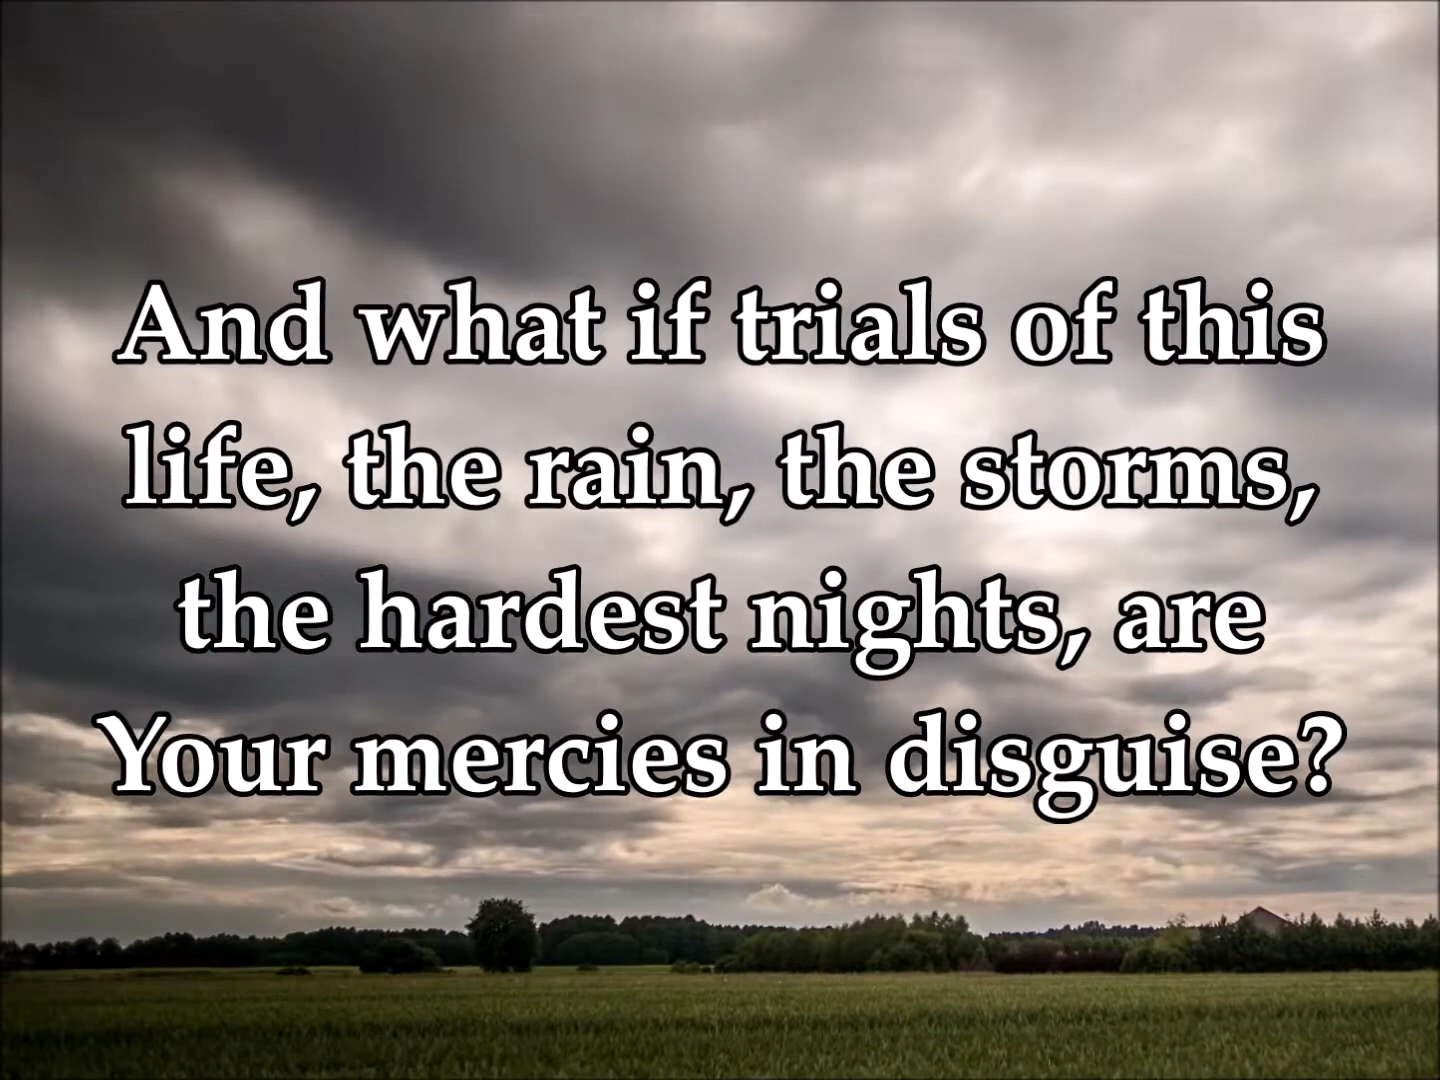 And what if trials of this
life, the rain, the storms,
the hardest nights, are
Your mercies in disguise?